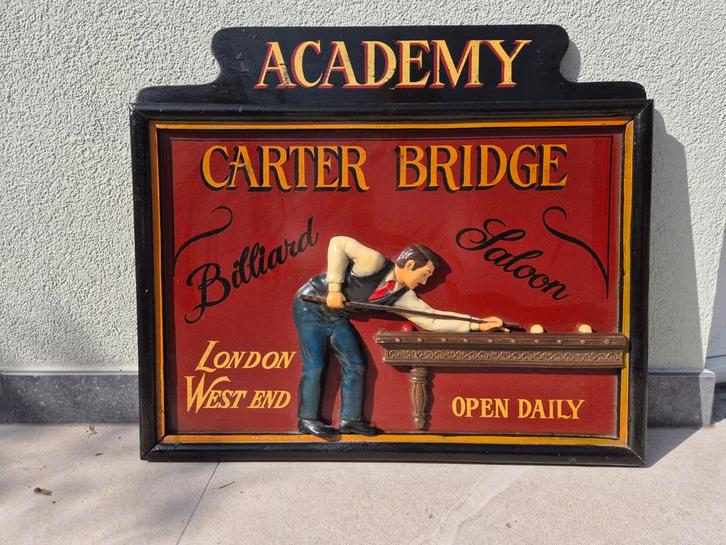 ACADEMY
CARTER BRIDGE
Billiard Saloon
LONDON
WEST END
OPEN DAILY